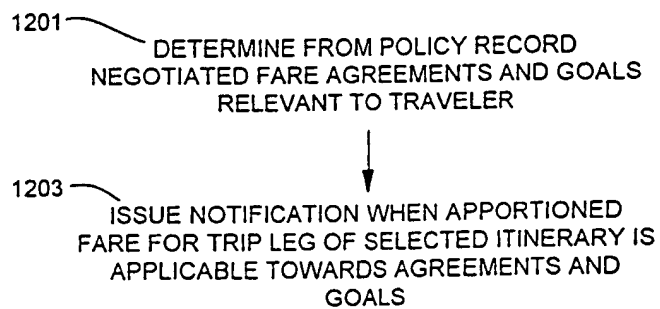 1201
DETERMINE FROM POLICY RECORD
NEGOTIATED FARE AGREEMENTS AND GOALS
RELEVANT TO TRAVELER
1203
ISSUE NOTIFICATION WHEN APPORTIONED
FARE FOR TRIP LEG OF SELECTED ITINERARY IS
APPLICABLE TOWARDS AGREEMENTS AND
GOALS